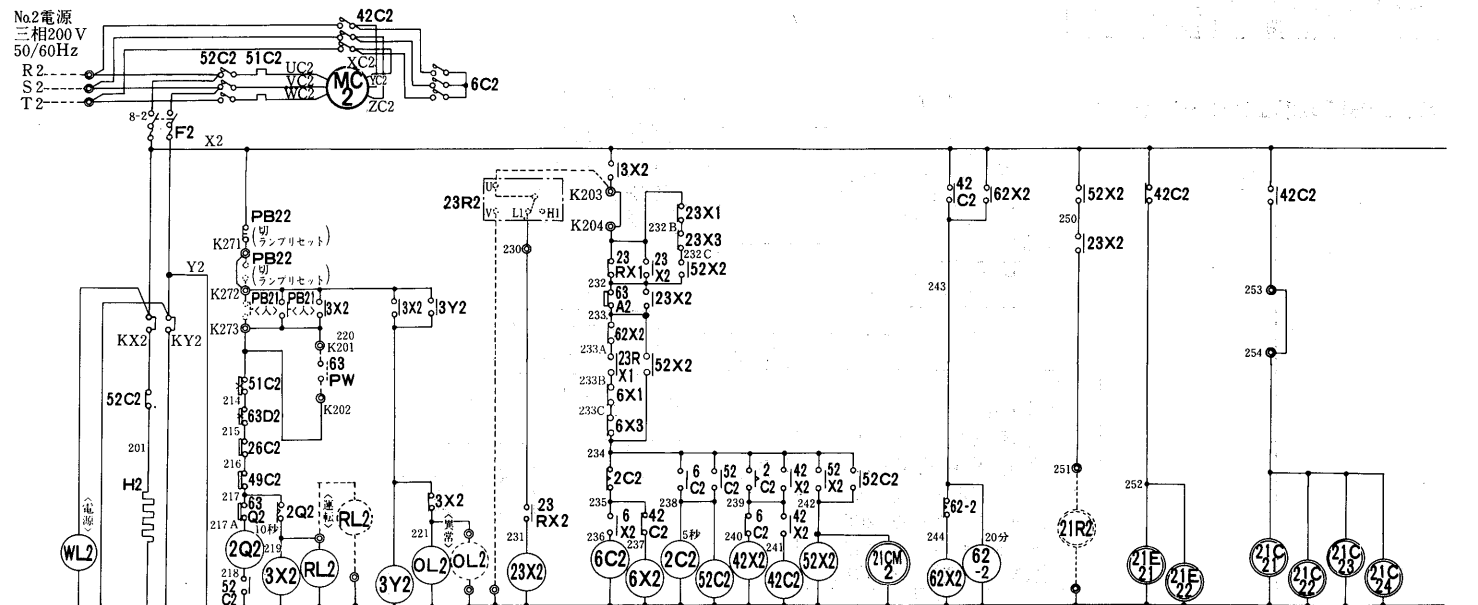 No.2電源
三相200V
50/60Hz
R2
S2
T2
52C2
51C2
UC2
VC2
WC2
MC
2
XC2
YC2
ZC2
42C2
6C2
8-2
F2
X2
Y2
KX2
KY2
52C2
201
H2
〈電源〉
WL2
PB22
切
(ランプリセット)
K271
PB22
切
(ランプリセット)
K272
K273
PB21
〈入〉
PB21
〈入〉
3X2
220
K201
63
PW
K202
51C2
214
63D2
215
26C2
216
49C2
217
63
Q2
217A
10秒
2Q2
218
52
C2
2Q2
219
3X2
RL2
〈運転〉
RL2
3X2
3Y2
3Y2
3X2
221
OL2
〈異常〉
OL2
23R2
U
V
L1
H1
230
23
RX2
231
23X2
3X2
K203
K204
23
RX1
232
23
X2
232B
23X1
23X3
232C
52X2
63
A2
233
23X2
62X2
233A
23R
X1
233B
6X1
233C
6X3
52X2
234
2C2
235
6
X2
236
6C2
42
C2
237
6X2
6
C2
238
5秒
2C2
52
C2
52C2
2
C2
239
6
C2
240
42X2
42
X2
42
X2
241
42C2
52
X2
242
52X2
52C2
21CM
2
42
C2
62X2
243
62-2
244
62X2
20分
62
-2
52X2
250
23X2
251
21R2
42C2
252
21E
21
21E
22
42C2
253
254
21C
21
21C
22
21C
23
21C
24